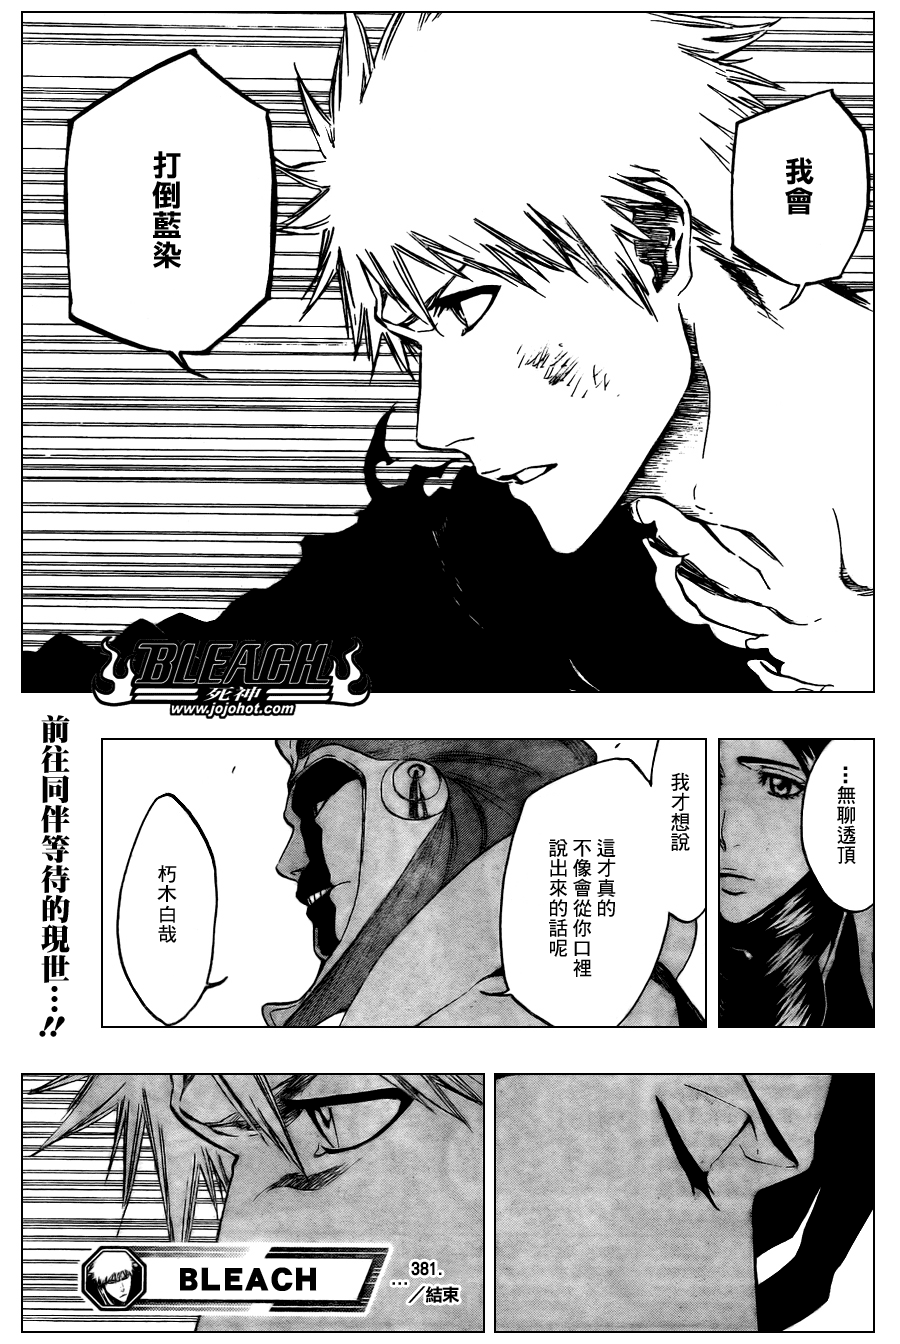 我會
打倒藍染
BLEACH
死神
www.jojohot.com
…無聊透頂
我才想說
這才真的
不像會從你口裡
說出來的話呢
朽木白哉
前往同伴等待的現世…!!
BLEACH
381.
…／結束